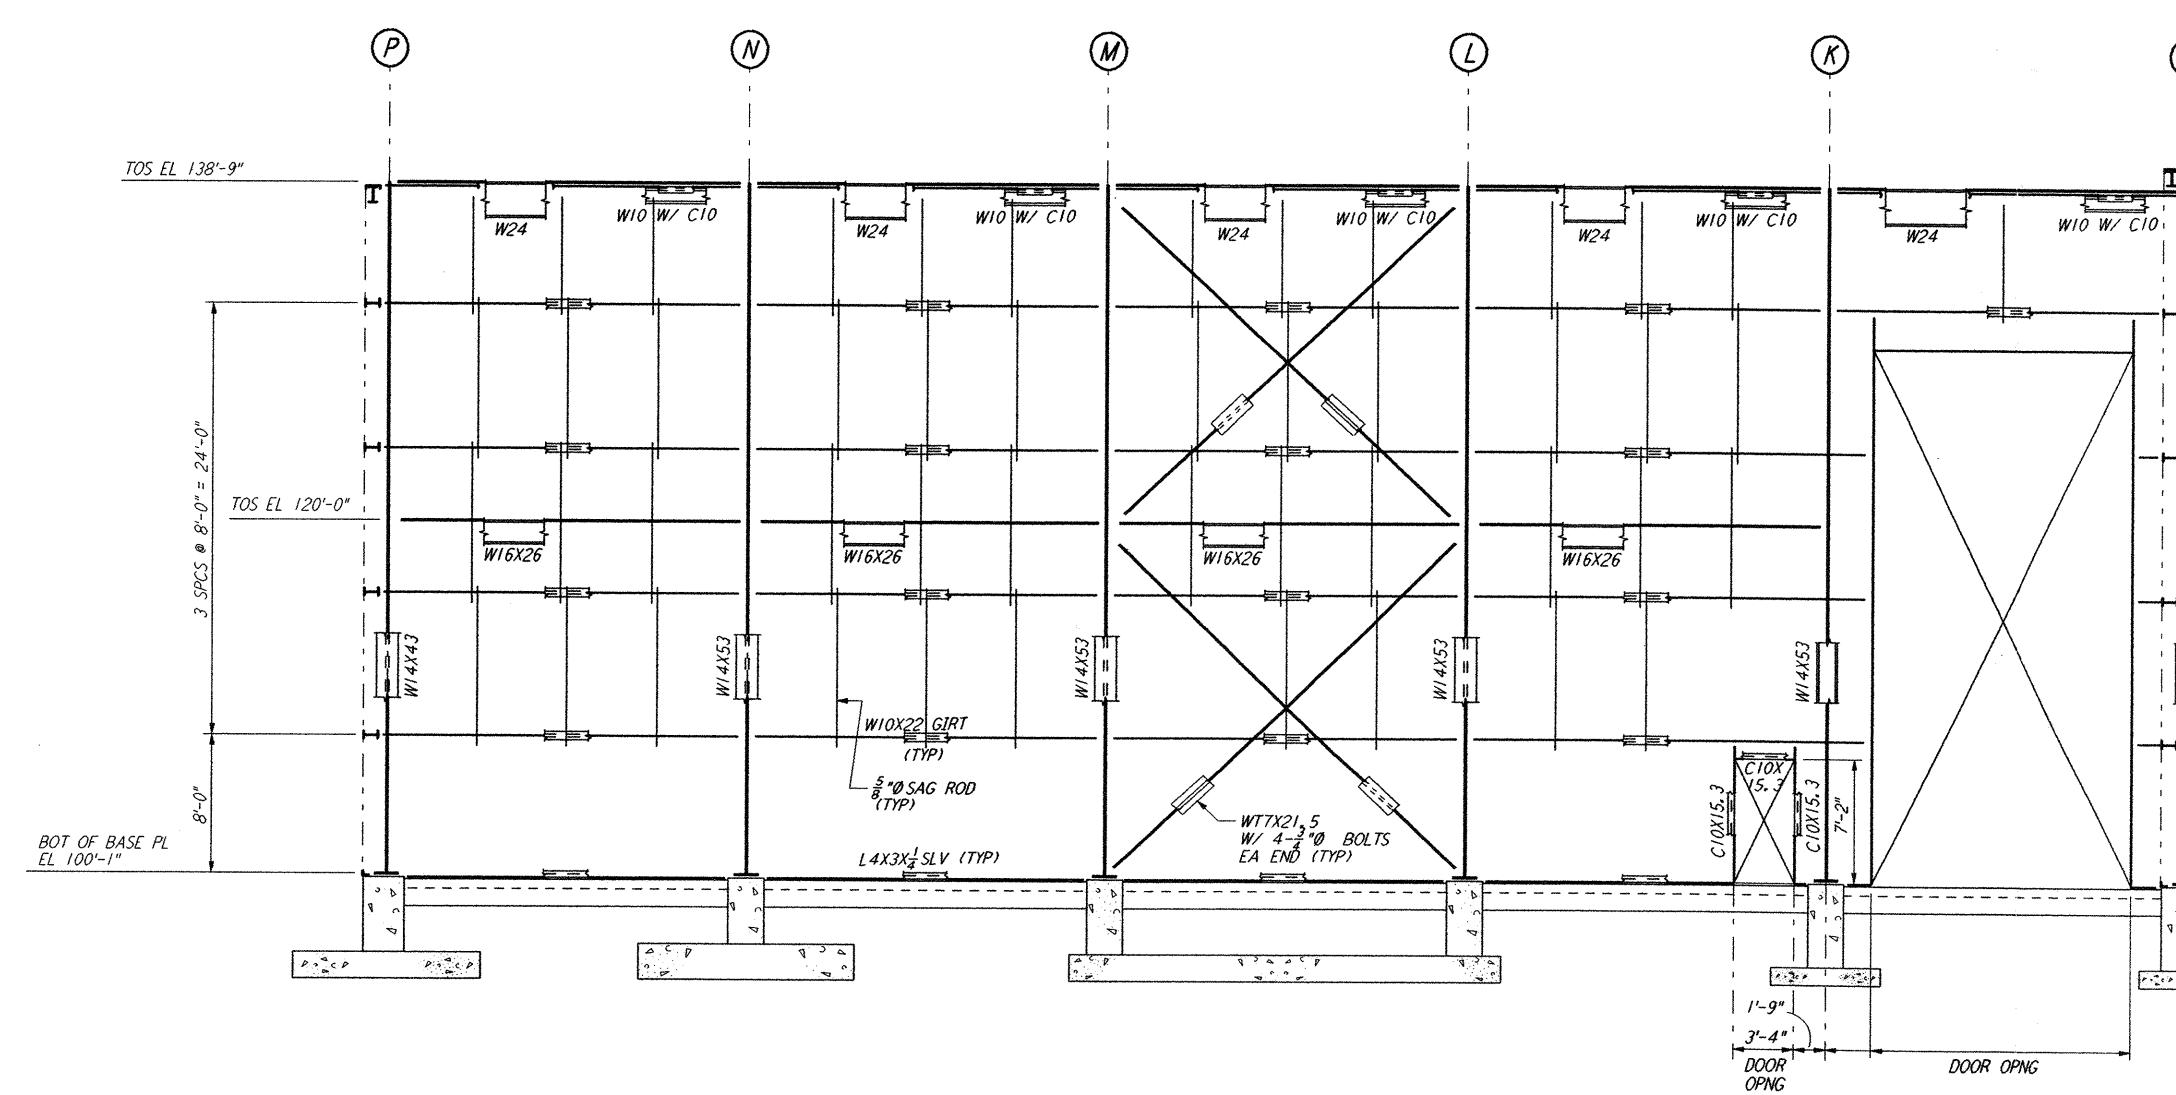 P
N
M
L
K
TOS EL 138'-9"
W24
W10 W/ C10
W24
W10 W/ C10
W24
W10 W/ C10
W24
W10 W/ C10
W24
W10 W/ C10
3 SPCS @ 8'-0" = 24'-0"
TOS EL 120'-0"
W16X26
W16X26
W16X26
W16X26
W14X43
W14X53
W14X53
W14X53
W14X53
W10X22 GIRT
(TYP)
5/8"Ø SAG ROD
(TYP)
8'-0"
BOT OF BASE PL
EL 100'-1"
L4X3X1/4 SLV (TYP)
WT7X21.5
W/ 4-3/4"Ø BOLTS
EA END (TYP)
C10X
15.3
C10X15.3
C10X15.3
7'-2"
1'-9"
3'-4"
DOOR
OPNG
DOOR OPNG